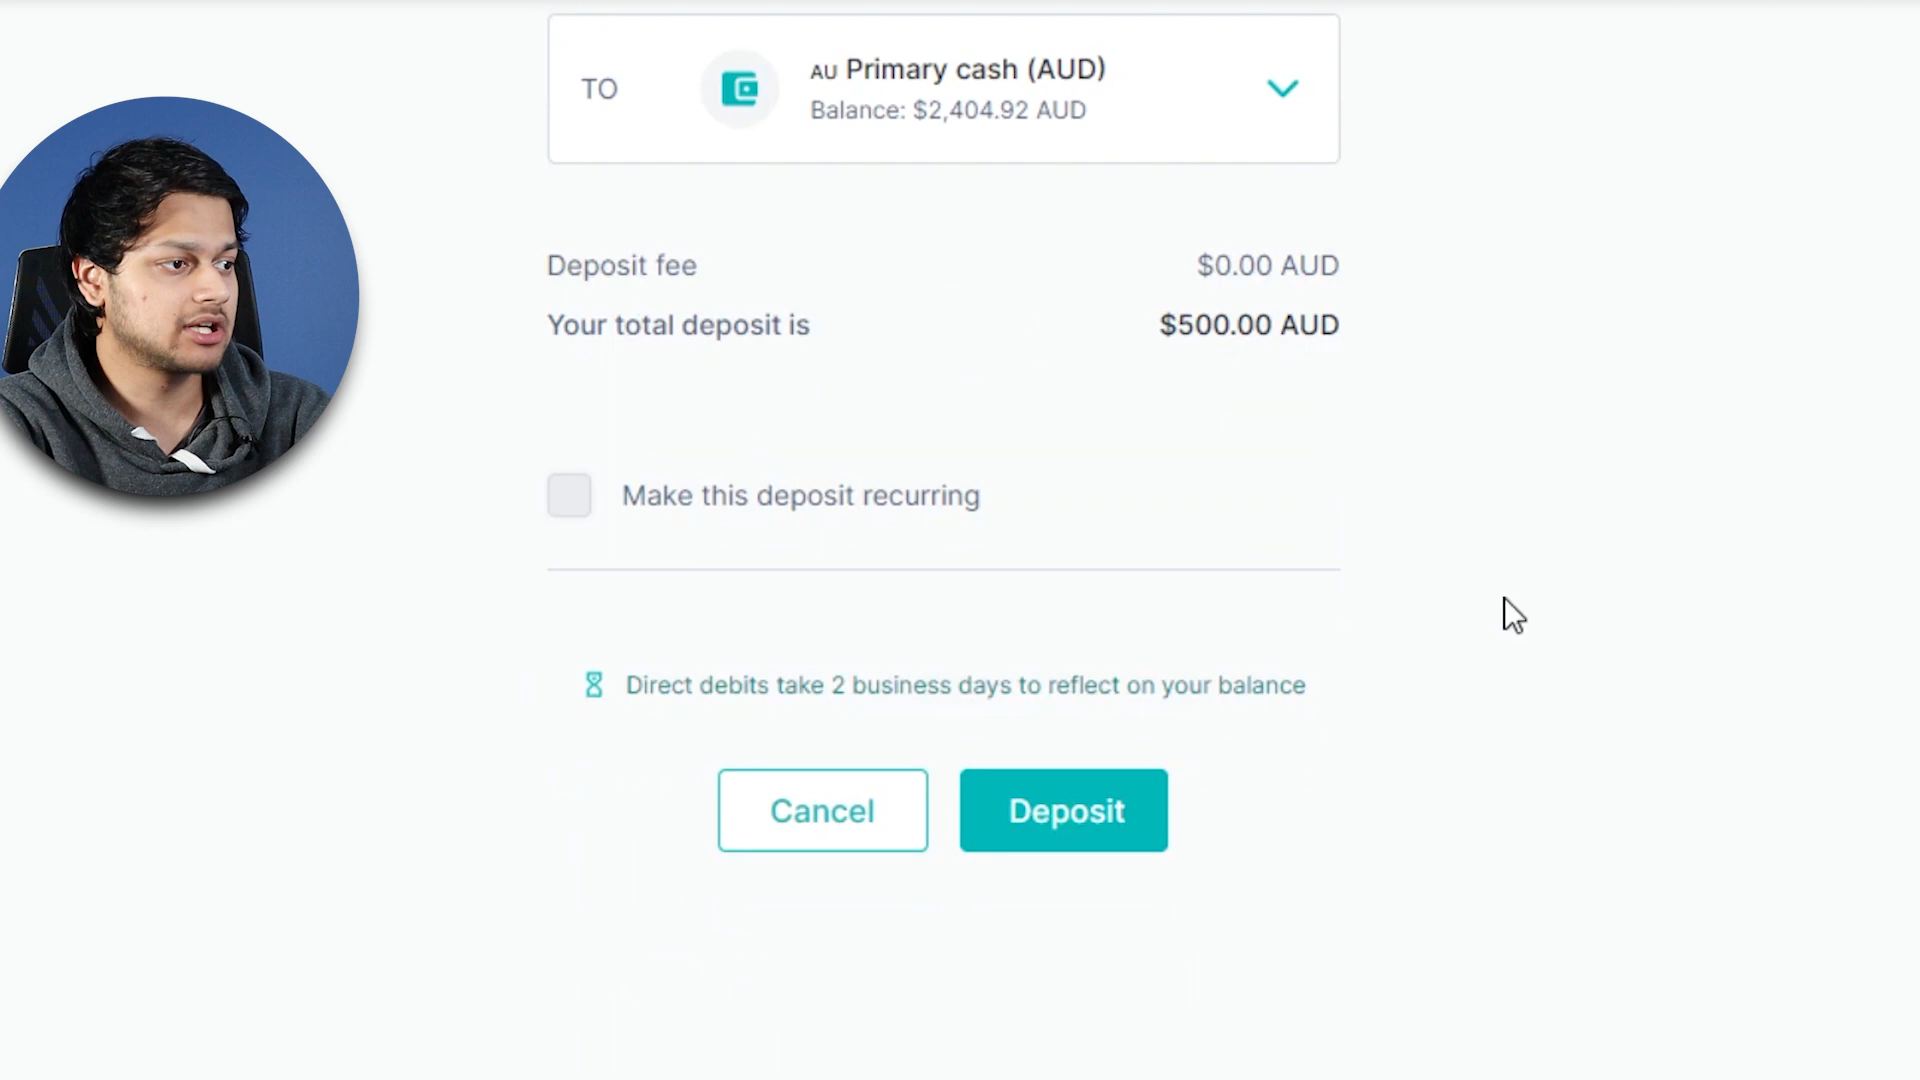 TO
AU Primary cash (AUD)
Balance: $2,404.92 AUD
Deposit fee $0.00 AUD
Your total deposit is $500.00 AUD
Make this deposit recurring
Direct debits take 2 business days to reflect on your balance
Cancel Deposit